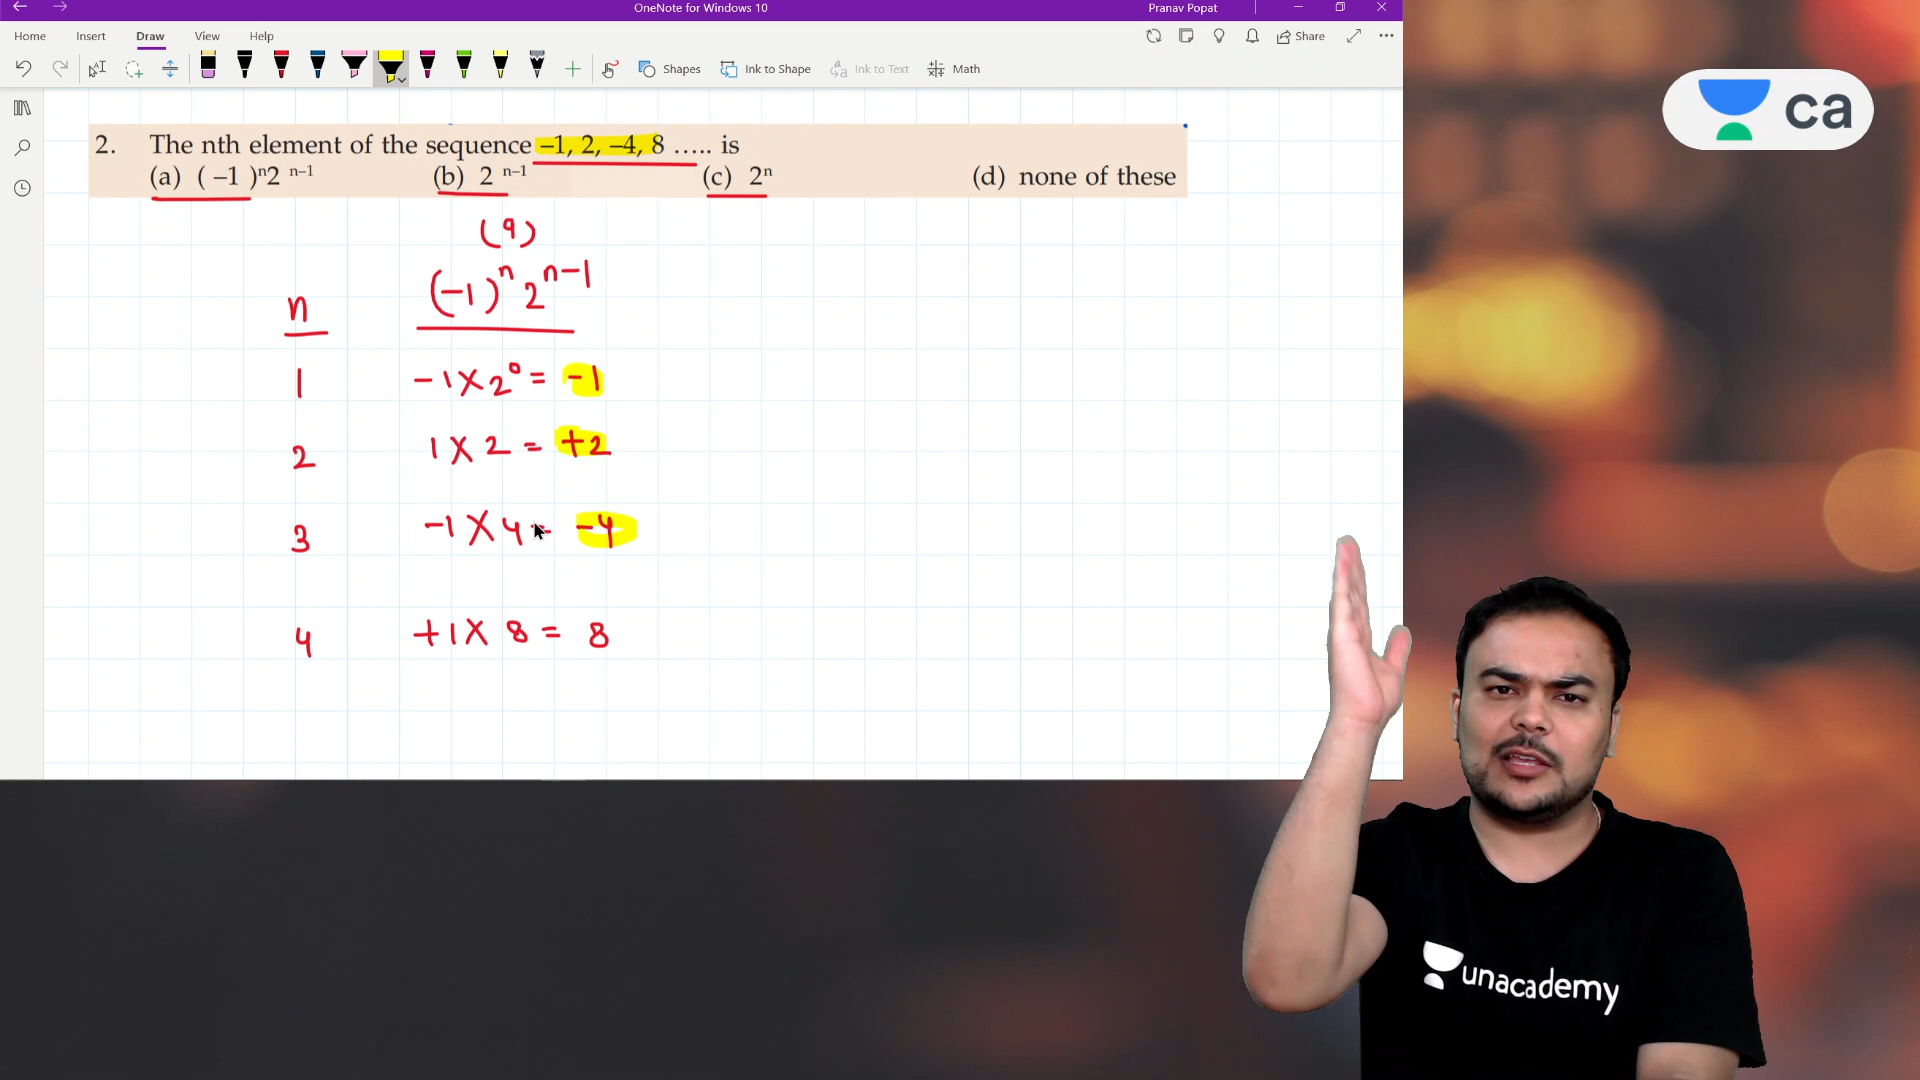 OneNote for Windows 10
Pranav Popat
Home Insert Draw View Help
Share
Shapes Ink to Shape Ink to Text Math
2. The nth element of the sequence –1, 2, –4, 8 ….. is
(a) ( –1 )ⁿ2 ⁿ⁻¹ (b) 2 ⁿ⁻¹ (c) 2ⁿ (d) none of these
(a)
n (-1)ⁿ 2ⁿ⁻¹
1 -1 X 2⁰ = -1
2 1 X 2 = +2
3 -1 X 4 = -4
4 +1 X 8 = 8
ca
unacademy